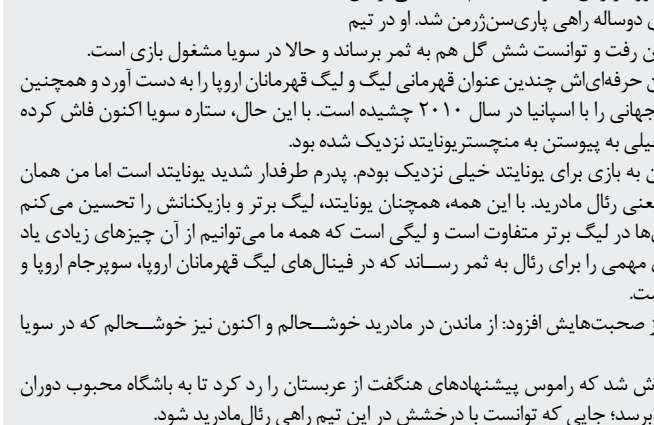 دوساله راهی پاری‌سن‌ژرمن شد. او در تیم
رفت و توانست شش گل هم به ثمر برساند و حالا در سویا مشغول بازی است.
حرفه‌ای‌اش چندین عنوان قهرمانی لیگ و لیگ قهرمانان اروپا را به دست آورد و همچنین
جهانی را با اسپانیا در سال ۲۰۱۰ چشیده است. با این حال، ستاره سویا اکنون فاش کرده
خیلی به پیوستن به منچستریونایتد نزدیک شده بود.
به بازی برای یونایتد خیلی نزدیک بودم. پدرم طرفدار شدید یونایتد است اما من همان
رئال مادرید. با این همه، همچنان یونایتد، لیگ برتر و بازیکنانش را تحسین می‌کنم
در لیگ برتر متفاوت است و لیگی است که همه ما می‌توانیم از آن چیزهای زیادی یاد
مهمی را برای رئال به ثمر رســاند که در فینال‌های لیگ قهرمانان اروپا، سوپرجام اروپا و
صحبت‌هایش افزود: از ماندن در مادرید خوشــحالم و اکنون نیز خوشــحالم که در سویا
شد که راموس پیشنهادهای هنگفت از عربستان را رد کرد تا به باشگاه محبوب دوران
برسد؛ جایی که توانست با درخشش در این تیم راهی رئال‌مادرید شود.